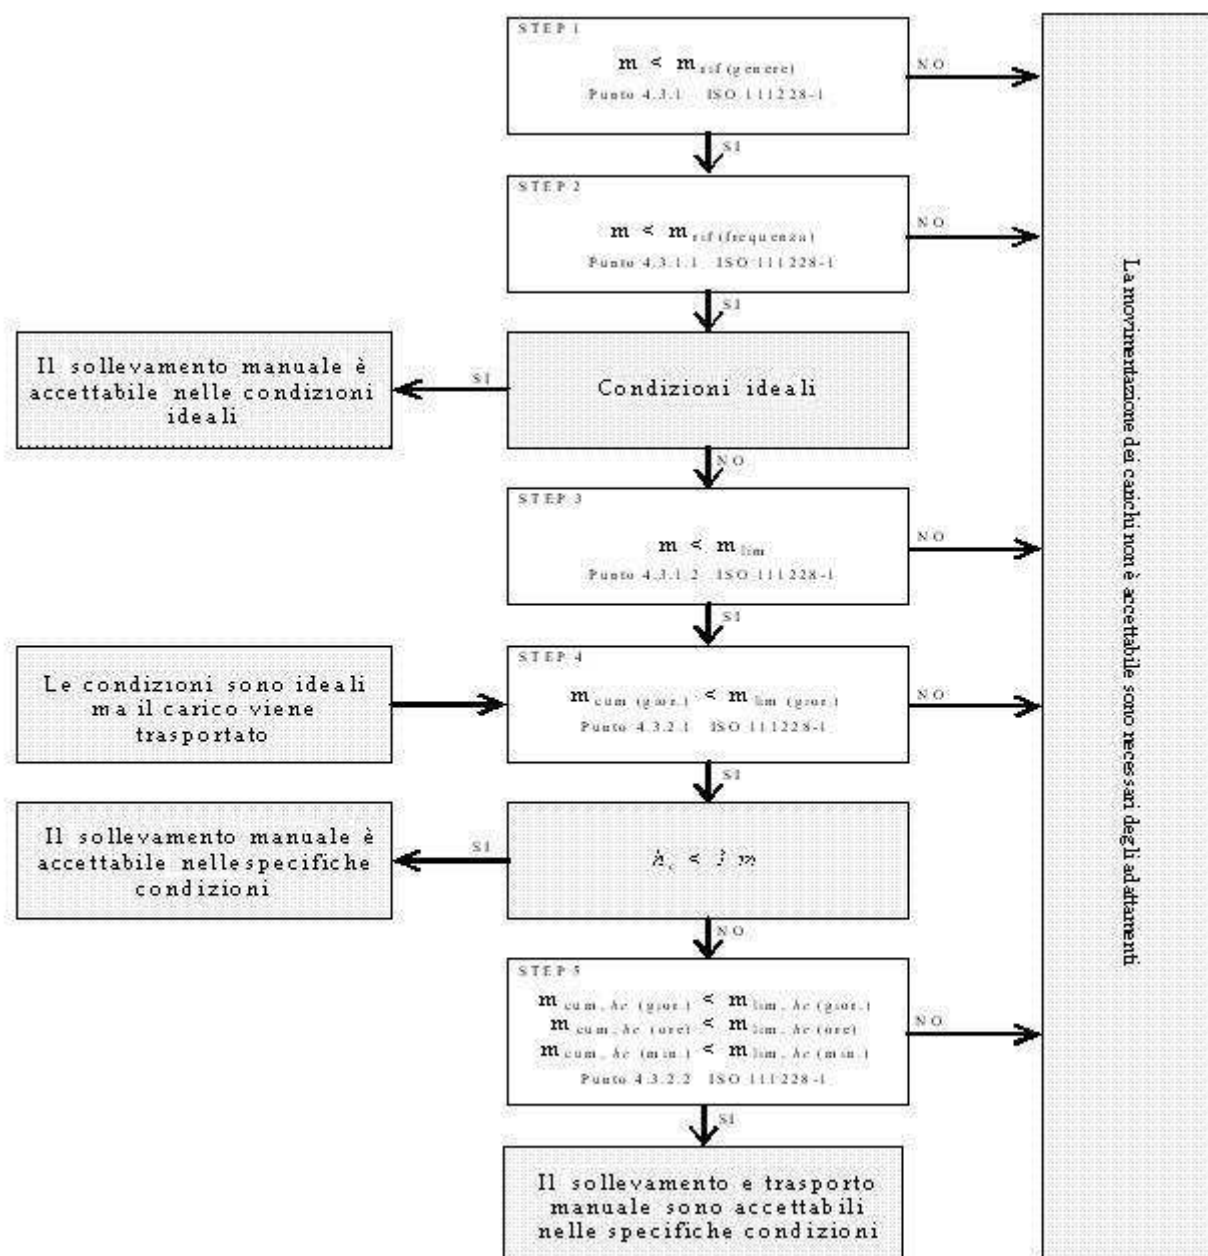 STEP 1
m < m rif (genere)
Punto 4.3.1 ISO 111228-1
NO
SI
STEP 2
m < m rif (frequenza)
Punto 4.3.1.1 ISO 111228-1
NO
SI
Il sollevamento manuale è
accettabile nelle condizioni
ideali
SI
Condizioni ideali
NO
STEP 3
m < m lim
Punto 4.3.1.2 ISO 111228-1
NO
SI
Le condizioni sono ideali
ma il carico viene
trasportato
STEP 4
m cum (gior.) < m lim (gior.)
Punto 4.3.2.1 ISO 111228-1
NO
SI
Il sollevamento manuale è
accettabile nelle specifiche
condizioni
SI
h c < 1 m
NO
STEP 5
m cum, hc (gior.) < m lim, hc (gior.)
m cum, hc (ore) < m lim, hc (ore)
m cum, hc (min.) < m lim, hc (min.)
Punto 4.3.2.2 ISO 111228-1
NO
SI
Il sollevamento e trasporto
manuale sono accettabili
nelle specifiche condizioni
La movimentazione dei carichi non è accettabile sono necessari degli adattamenti